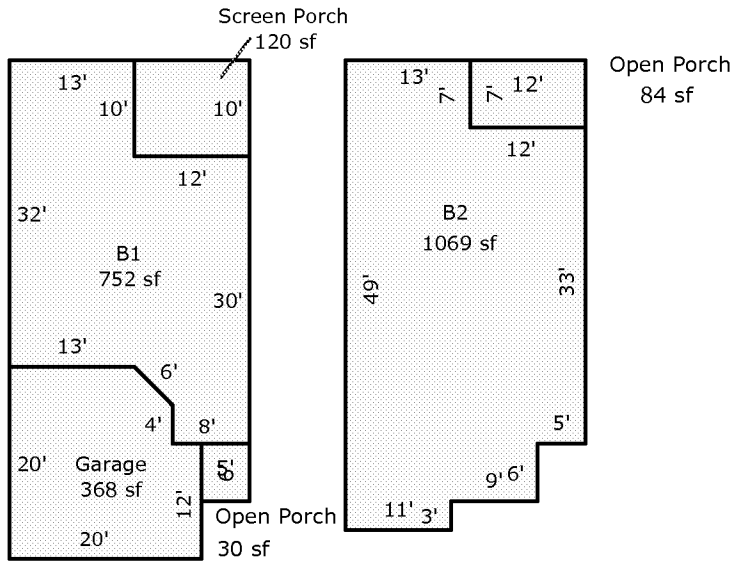 Screen Porch
120 sf
13'
10'
10'
12'
32'
B1
752 sf
30'
13'
6'
4'
8'
20'
Garage
368 sf
5'
6'
12'
20'
Open Porch
30 sf
13'
7'
7'
12'
Open Porch
84 sf
12'
B2
1069 sf
49'
33'
5'
9'
6'
11'
3'